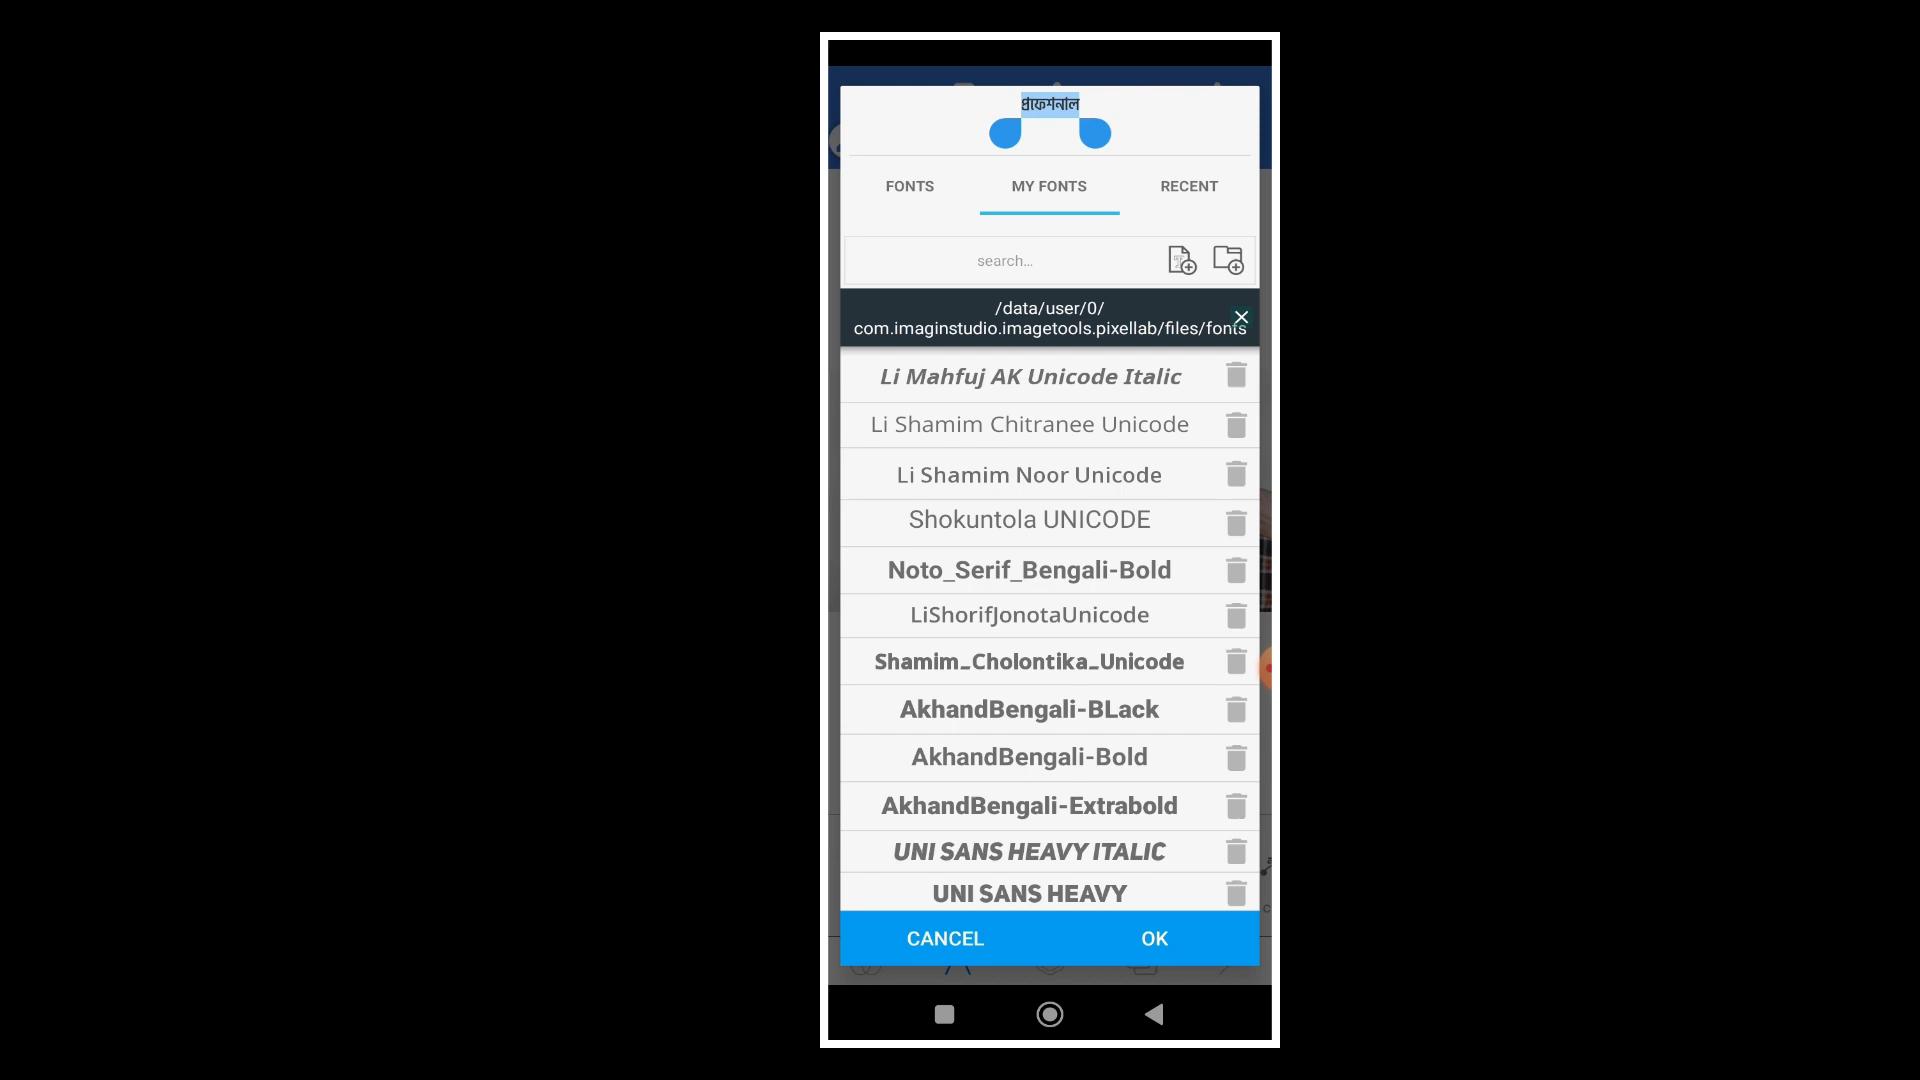 প্রফেশনাল
FONTS
MY FONTS
RECENT
search...
/data/user/0/
com.imaginstudio.imagetools.pixellab/files/fonts
Li Mahfuj AK Unicode Italic
Li Shamim Chitranee Unicode
Li Shamim Noor Unicode
Shokuntola UNICODE
Noto_Serif_Bengali-Bold
LiShorifJonotaUnicode
Shamim_Cholontika_Unicode
AkhandBengali-BLack
AkhandBengali-Bold
AkhandBengali-Extrabold
UNI SANS HEAVY ITALIC
UNI SANS HEAVY
CANCEL
OK